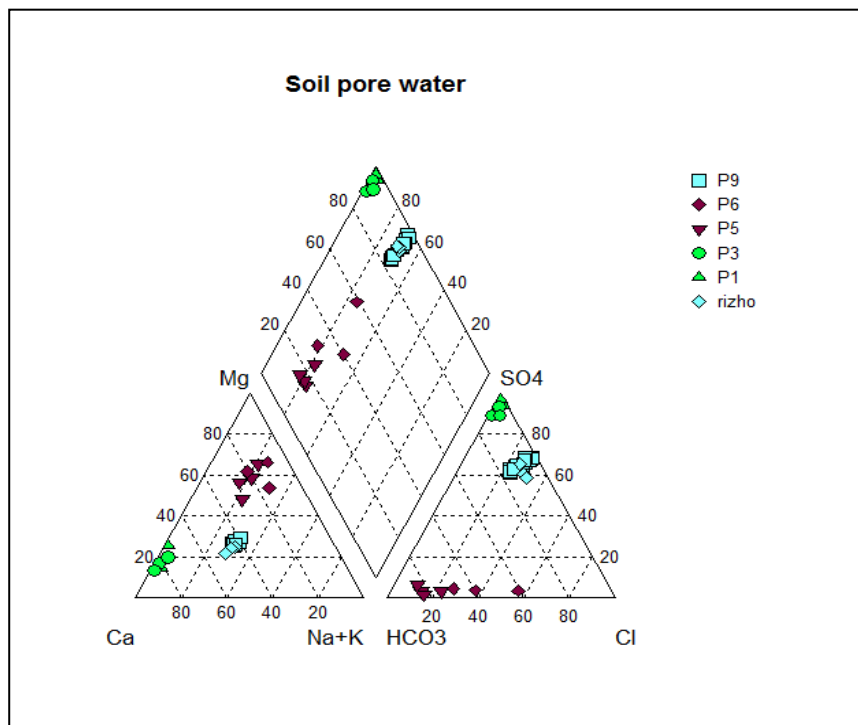 Soil pore water
P9
P6
P5
P3
P1
rizho
80 80
60 60
40 40
20 20
Mg SO4
80 80
60 60
40 40
20 20
80 60 40 20 20 40 60 80
Ca Na+K HCO3 Cl